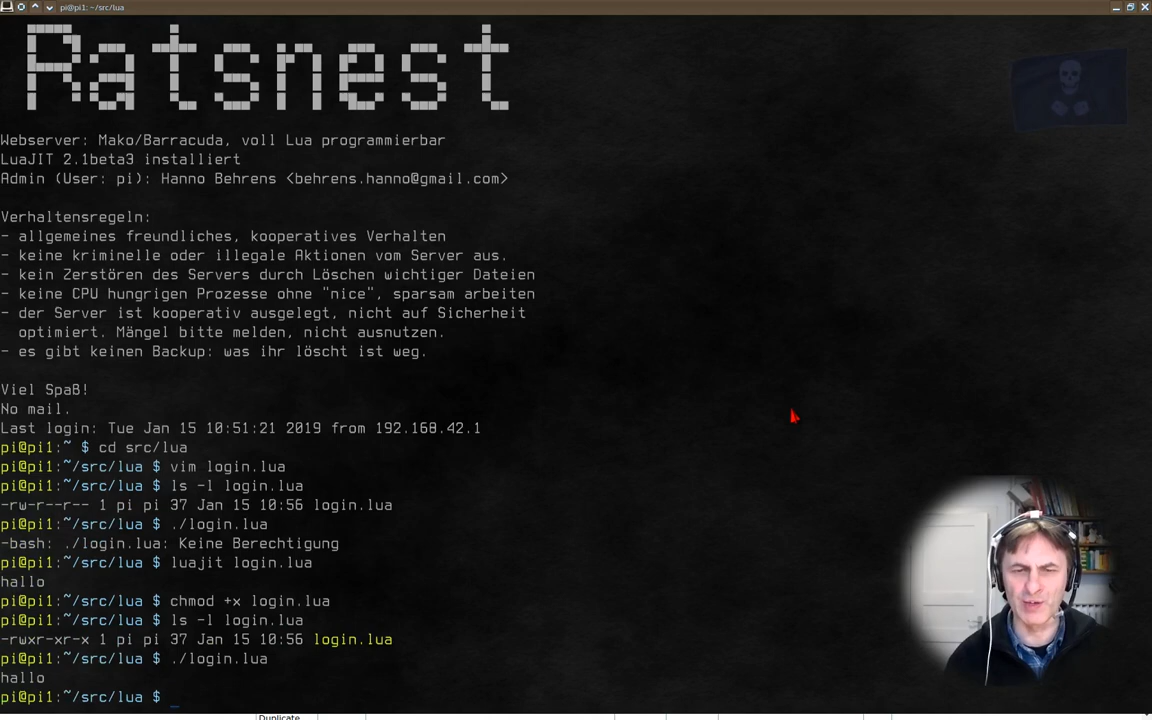 pi@pi1: ~/src/lua
Ratsnest
Webserver: Mako/Barracuda, voll Lua programmierbar
LuaJIT 2.1beta3 installiert
Admin (User: pi): Hanno Behrens <behrens.hanno@gmail.com>
Verhaltensregeln:
- allgemeines freundliches, kooperatives Verhalten
- keine kriminelle oder illegale Aktionen vom Server aus.
- kein Zerstören des Servers durch Löschen wichtiger Dateien
- keine CPU hungrigen Prozesse ohne "nice", sparsam arbeiten
- der Server ist kooperativ ausgelegt, nicht auf Sicherheit
optimiert. Mängel bitte melden, nicht ausnutzen.
- es gibt keinen Backup: was ihr löscht ist weg.
Viel Spaß!
No mail.
Last login: Tue Jan 15 10:51:21 2019 from 192.168.42.1
pi@pi1:~ $ cd src/lua
pi@pi1:~/src/lua $ vim login.lua
pi@pi1:~/src/lua $ ls -l login.lua
-rw-r--r-- 1 pi pi 37 Jan 15 10:56 login.lua
pi@pi1:~/src/lua $ ./login.lua
-bash: ./login.lua: Keine Berechtigung
pi@pi1:~/src/lua $ luajit login.lua
hallo
pi@pi1:~/src/lua $ chmod +x login.lua
pi@pi1:~/src/lua $ ls -l login.lua
-rwxr-xr-x 1 pi pi 37 Jan 15 10:56 login.lua
pi@pi1:~/src/lua $ ./login.lua
hallo
pi@pi1:~/src/lua $ _
Duplicate